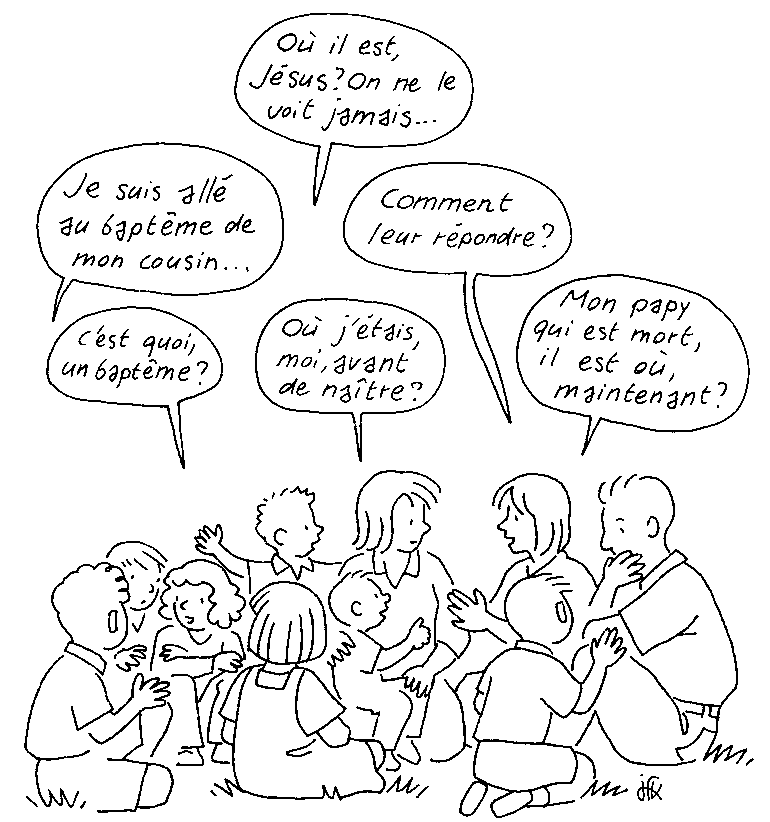 Où il est,
Jésus? On ne le
voit jamais...
Je suis allé
au baptême de
mon cousin...
Comment
leur répondre?
Mon papy
qui est mort,
il est où,
maintenant?
c'est quoi,
un baptême?
Où j'étais,
moi, avant
de naître?